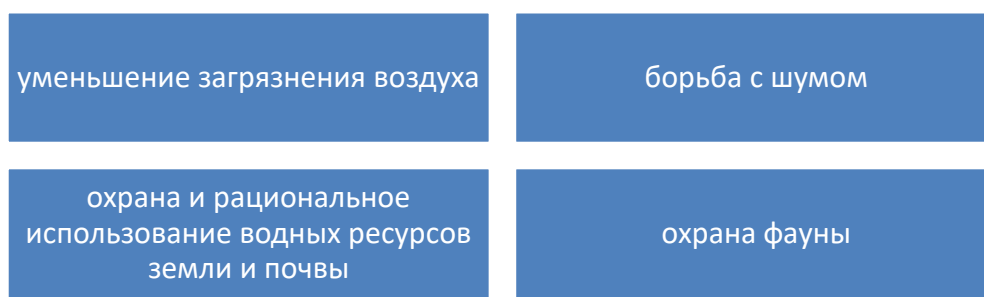 уменьшение загрязнения воздуха
борьба с шумом
охрана и рациональное
использование водных ресурсов
земли и почвы
охрана фауны